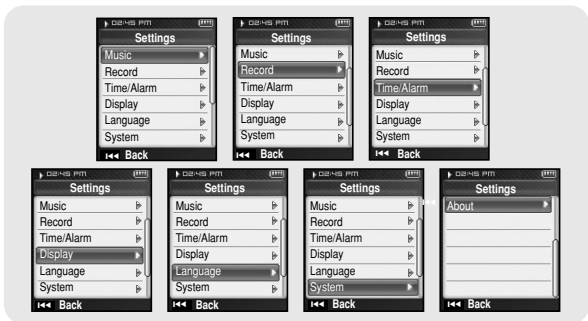 02:45 PM
Settings
Music
Record
Time/Alarm
Display
Language
System
Back
02:45 PM
Settings
Music
Record
Time/Alarm
Display
Language
System
Back
02:45 PM
Settings
Music
Record
Time/Alarm
Display
Language
System
Back
02:45 PM
Settings
Music
Record
Time/Alarm
Display
Language
System
Back
02:45 PM
Settings
Music
Record
Time/Alarm
Display
Language
System
Back
02:45 PM
Settings
Music
Record
Time/Alarm
Display
Language
System
Back
02:45 PM
Settings
About
Back